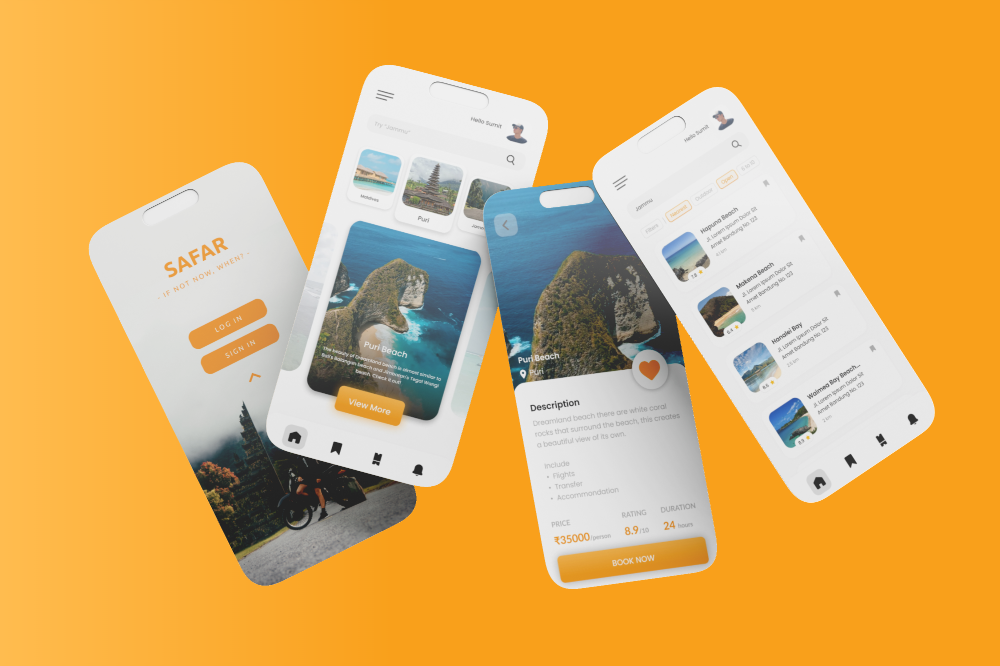 SAFAR
- IF NOT NOW, WHEN? -
LOG IN
SIGN IN
Hello Sumit
Try "Jammu"
Maldives
Puri
Puri Beach
The beauty of Dreamland beach is almost similar to
Bali's Balangan beach and Jimbaran's Tegal Wangi
beach. Check it out!
View More
Puri Beach
Puri
Description
Dreamland beach there are white coral
rocks that surround the beach, this creates
a beautiful view of its own.
Include
• Flights
• Transfer
• Accommondation
PRICE RATING DURATION
₹35000/person 8.9/10 24 hours
BOOK NOW
Hello Sumit
Jammu
Hapuna Beach
Jl. Lorem Ipsum Dolor Sit
Amet Bandung No. 123
Makena Beach
Jl. Lorem Ipsum Dolor Sit
Amet Bandung No. 123
Hanalei Bay
Jl. Lorem Ipsum Dolor Sit
Amet Bandung No. 123
Waimea Bay Beach...
Jl. Lorem Ipsum Dolor Sit
Amet Bandung No. 123